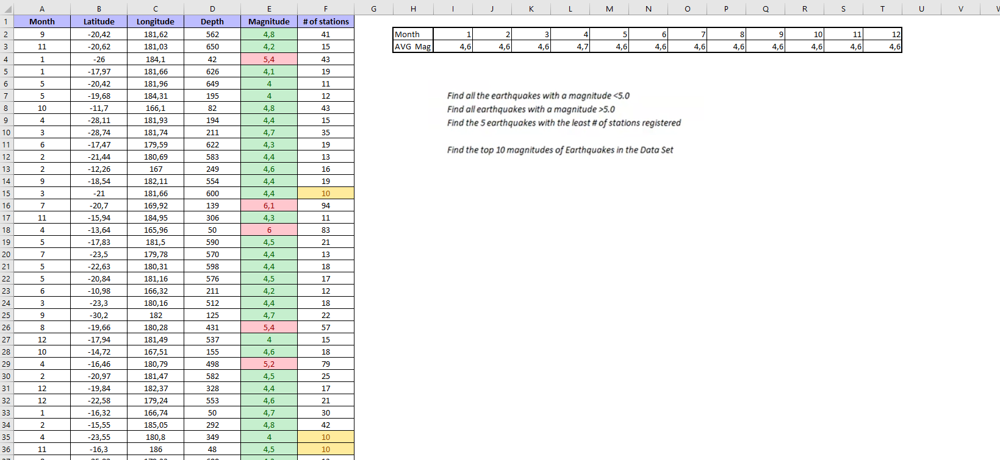 A B C D E F G H I J K L M N O P Q R S T U V
1 Month Latitude Longitude Depth Magnitude # of stations
2 9 -20,42 181,62 562 4,8 41 Month 1 2 3 4 5 6 7 8 9 10 11 12
3 11 -20,62 181,03 650 4,2 15 AVG Mag 4,6 4,6 4,6 4,7 4,6 4,6 4,6 4,6 4,6 4,6 4,6 4,6
4 1 -26 184,1 42 5,4 43
5 1 -17,97 181,66 626 4,1 19
6 5 -20,42 181,96 649 4 11
7 5 -19,68 184,31 195 4 12 Find all the earthquakes with a magnitude <5.0
8 10 -11,7 166,1 82 4,8 43 Find all earthquakes with a magnitude >5.0
9 4 -28,11 181,93 194 4,4 15 Find the 5 earthquakes with the least # of stations registered
10 3 -28,74 181,74 211 4,7 35
11 6 -17,47 179,59 622 4,3 19 Find the top 10 magnitudes of Earthquakes in the Data Set
12 2 -21,44 180,69 583 4,4 13
13 2 -12,26 167 249 4,6 16
14 9 -18,54 182,11 554 4,4 19
15 3 -21 181,66 600 4,4 10
16 7 -20,7 169,92 139 6,1 94
17 11 -15,94 184,95 306 4,3 11
18 4 -13,64 165,96 50 6 83
19 5 -17,83 181,5 590 4,5 21
20 7 -23,5 179,78 570 4,4 13
21 5 -22,63 180,31 598 4,4 18
22 5 -20,84 181,16 576 4,5 17
23 6 -10,98 166,32 211 4,2 12
24 3 -23,3 180,16 512 4,4 18
25 9 -30,2 182 125 4,7 22
26 8 -19,66 180,28 431 5,4 57
27 12 -17,94 181,49 537 4 15
28 10 -14,72 167,51 155 4,6 18
29 4 -16,46 180,79 498 5,2 79
30 2 -20,97 181,47 582 4,5 25
31 12 -19,84 182,37 328 4,4 17
32 12 -22,58 179,24 553 4,6 21
33 1 -16,32 166,74 50 4,7 30
34 2 -15,55 185,05 292 4,8 42
35 4 -23,55 180,8 349 4 10
36 11 -16,3 186 48 4,5 10